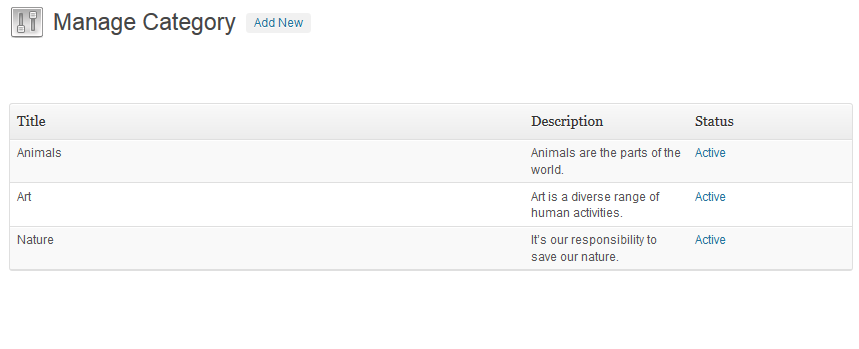 Manage Category Add New
Title Description Status
Animals Animals are the parts of the Active
world.
Art Art is a diverse range of Active
human activities.
Nature It's our responsibility to Active
save our nature.